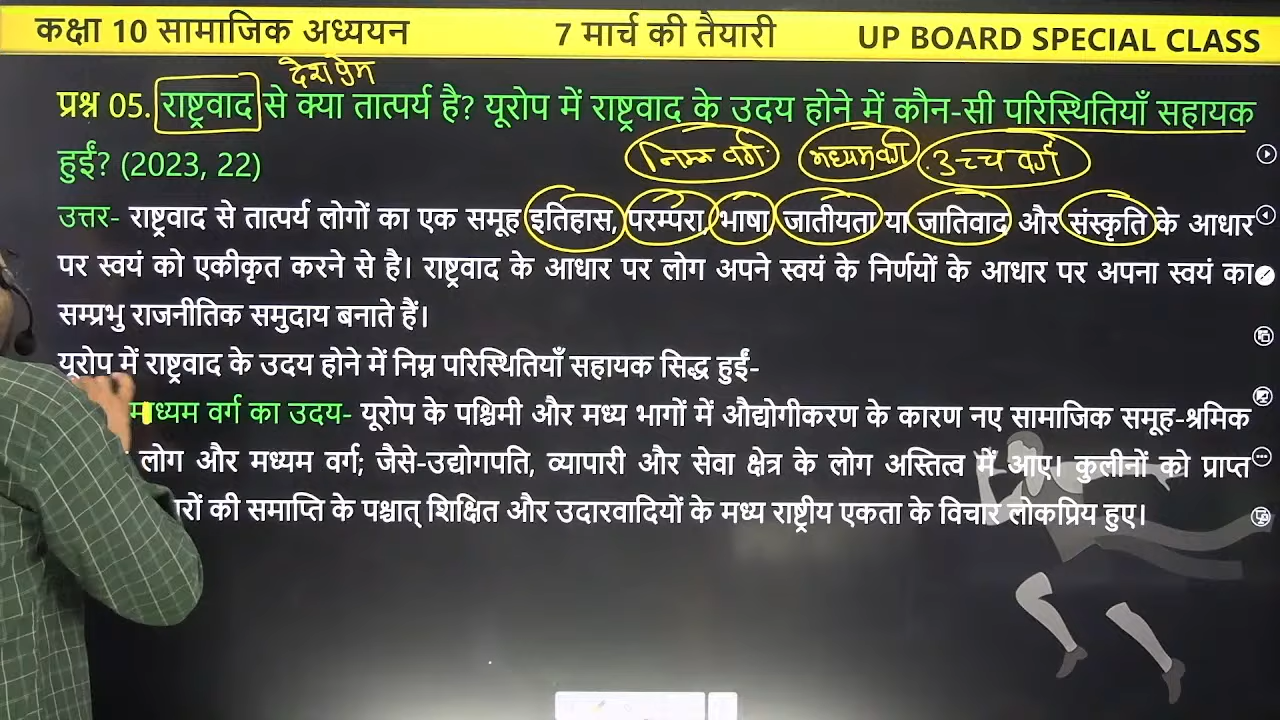 कक्षा 10 सामाजिक अध्ययन 7 मार्च की तैयारी UP BOARD SPECIAL CLASS
देश प्रेम
प्रश्न 05. राष्ट्रवाद से क्या तात्पर्य है? यूरोप में राष्ट्रवाद के उदय होने में कौन-सी परिस्थितियाँ सहायक
निम्न वर्ग मध्यम वर्ग उच्च वर्ग
हुईं? (2023, 22)
उत्तर- राष्ट्रवाद से तात्पर्य लोगों का एक समूह इतिहास, परम्परा, भाषा जातीयता या जातिवाद और संस्कृति के आधार
पर स्वयं को एकीकृत करने से है। राष्ट्रवाद के आधार पर लोग अपने स्वयं के निर्णयों के आधार पर अपना स्वयं का
सम्प्रभु राजनीतिक समुदाय बनाते हैं।
यूरोप में राष्ट्रवाद के उदय होने में निम्न परिस्थितियाँ सहायक सिद्ध हुईं-
माध्यम वर्ग का उदय- यूरोप के पश्चिमी और मध्य भागों में औद्योगीकरण के कारण नए सामाजिक समूह-श्रमिक
लोग और मध्यम वर्ग; जैसे-उद्योगपति, व्यापारी और सेवा क्षेत्र के लोग अस्तित्व में आए। कुलीनों को प्राप्त
की समाप्ति के पश्चात् शिक्षित और उदारवादियों के मध्य राष्ट्रीय एकता के विचार लोकप्रिय हुए।